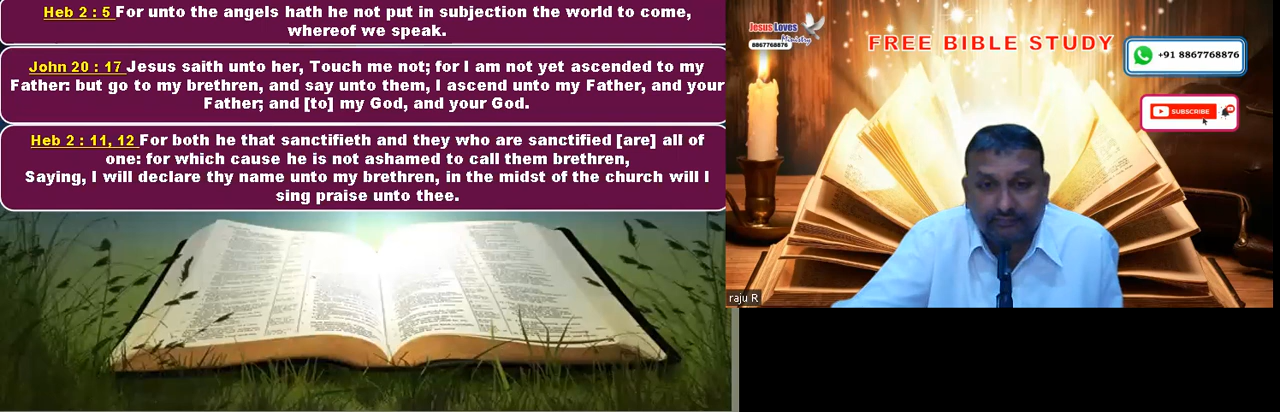 Heb 2 : 5 For unto the angels hath he not put in subjection the world to come,
whereof we speak.
John 20 : 17 Jesus saith unto her, Touch me not; for I am not yet ascended to my
Father: but go to my brethren, and say unto them, I ascend unto my Father, and your
Father; and [to] my God, and your God.
Heb 2 : 11, 12 For both he that sanctifieth and they who are sanctified [are] all of
one: for which cause he is not ashamed to call them brethren,
Saying, I will declare thy name unto my brethren, in the midst of the church will I
sing praise unto thee.
Jesus Loves
Ministry
8867768876
FREE BIBLE STUDY
+91 8867768876
SUBSCRIBE
raju R